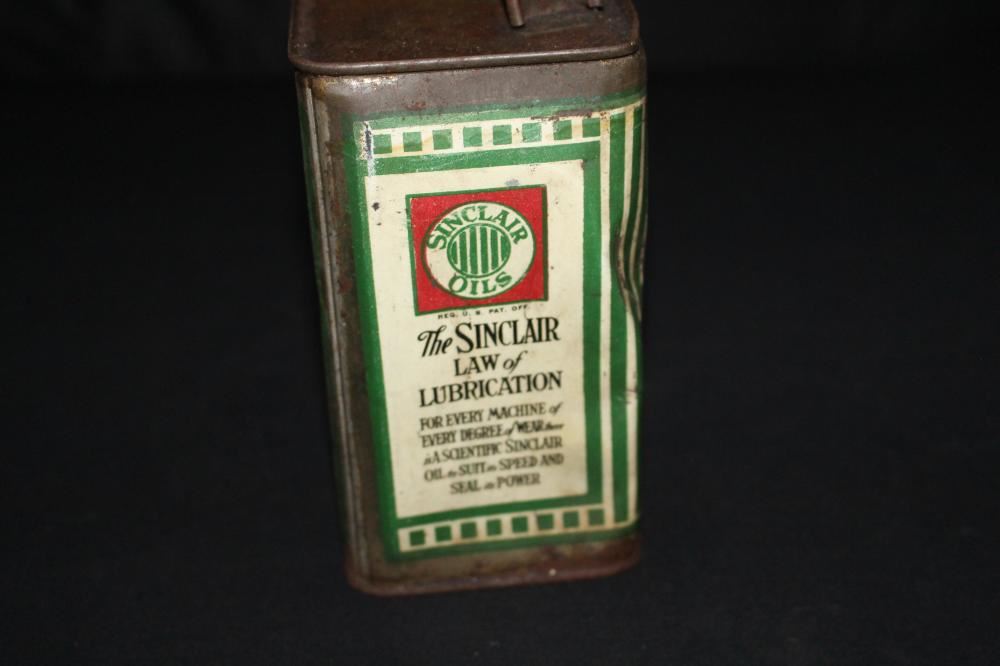 SINCLAIR
OILS
REG. U. S. PAT. OFF.
The SINCLAIR
LAW of
LUBRICATION
FOR EVERY MACHINE of
EVERY DEGREE of WEAR there
is A SCIENTIFIC SINCLAIR
OIL to SUIT its SPEED AND
SEAL its POWER